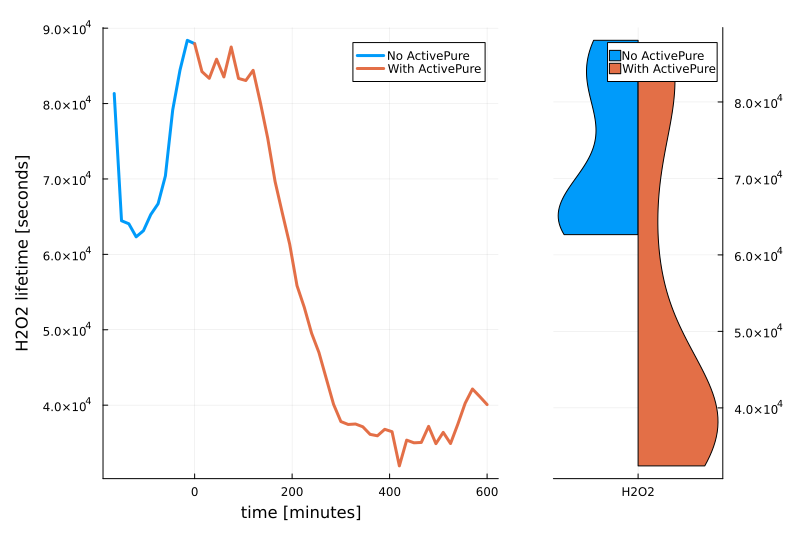 9.0×10⁴
8.0×10⁴
7.0×10⁴
6.0×10⁴
5.0×10⁴
4.0×10⁴
H2O2 lifetime [seconds]
No ActivePure
With ActivePure
0
200
400
600
time [minutes]
No ActivePure
With ActivePure
8.0×10⁴
7.0×10⁴
6.0×10⁴
5.0×10⁴
4.0×10⁴
H2O2